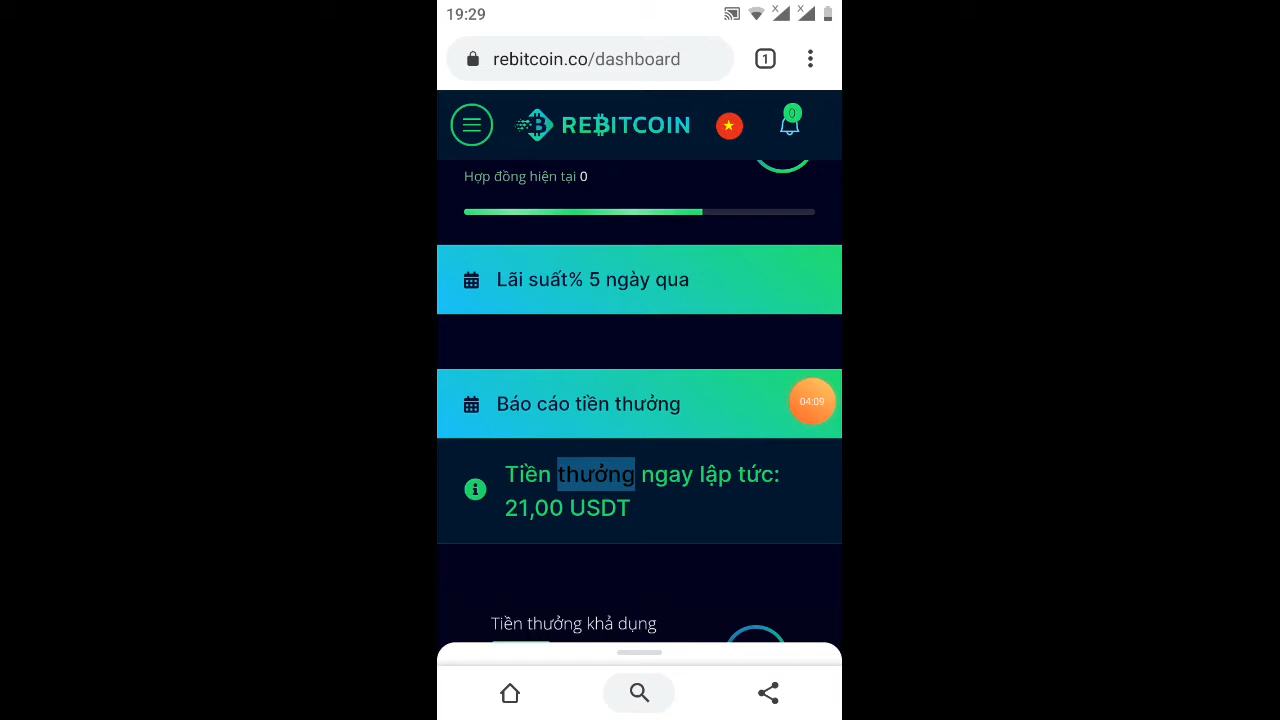 19:29
rebitcoin.co/dashboard
1
REBITCOIN
0
Hợp đồng hiện tại 0
Lãi suất% 5 ngày qua
Báo cáo tiền thưởng
04:09
Tiền thưởng ngay lập tức:
21,00 USDT
Tiền thưởng khả dụng